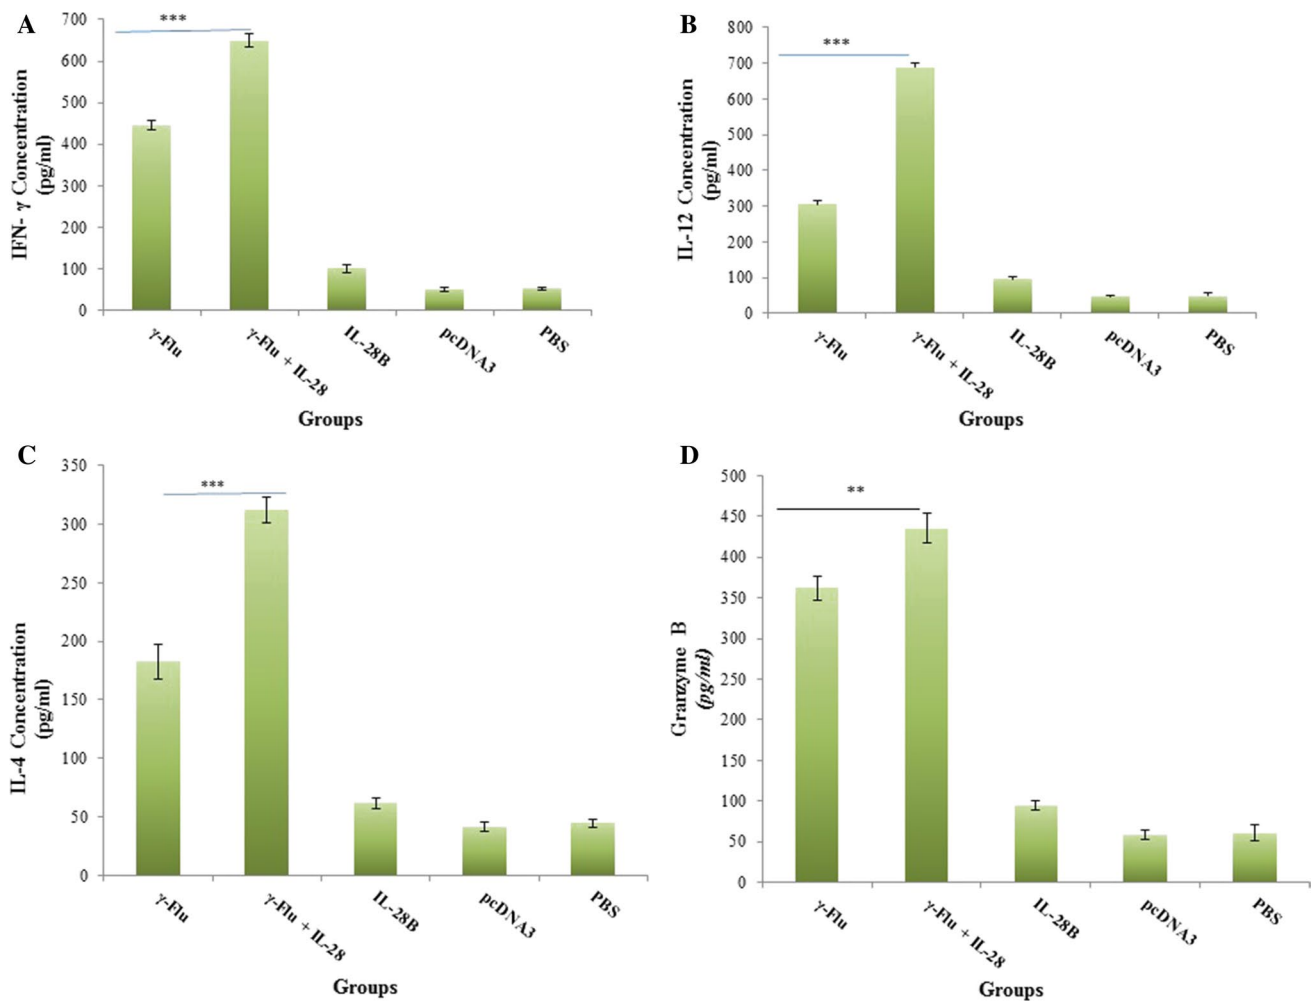 A
IFN- γ Concentration
(pg/ml)
700
600
500
400
300
200
100
0
***
γ-Flu
γ-Flu + IL-28
IL-28B
pcDNA3
PBS
Groups
B
IL-12 Concentration
(pg/ml)
800
700
600
500
400
300
200
100
0
***
γ-Flu
γ-Flu + IL-28
IL-28B
pcDNA3
PBS
Groups
C
IL-4 Concentration
(pg/ml)
350
300
250
200
150
100
50
0
***
γ-Flu
γ-Flu + IL-28
IL-28B
pcDNA3
PBS
Groups
D
Granzyme B
(pg/ml)
500
450
400
350
300
250
200
150
100
50
0
**
γ-Flu
γ-Flu + IL-28
IL-28B
pcDNA3
PBS
Groups